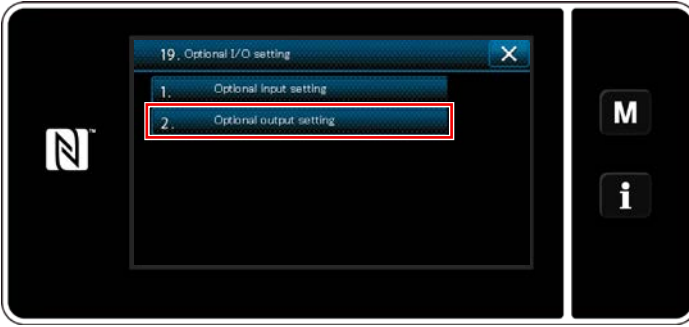 19. Optional I/O setting
X
1. Optional input setting
2. Optional output setting
M
N
i